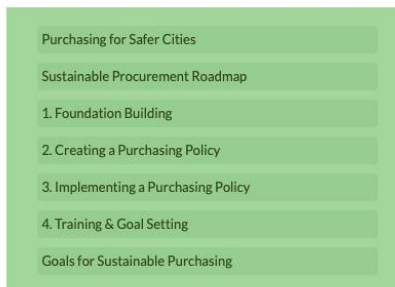 Purchasing for Safer Cities
Sustainable Procurement Roadmap
1. Foundation Building
2. Creating a Purchasing Policy
3. Implementing a Purchasing Policy
4. Training & Goal Setting
Goals for Sustainable Purchasing